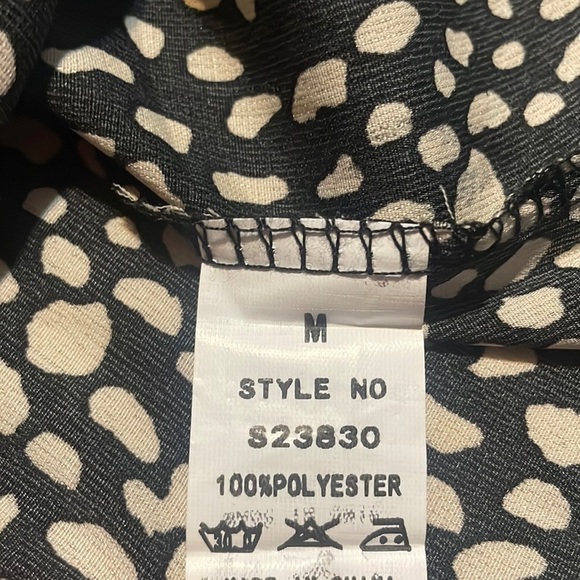 M
STYLE NO
S23830
100%POLYESTER